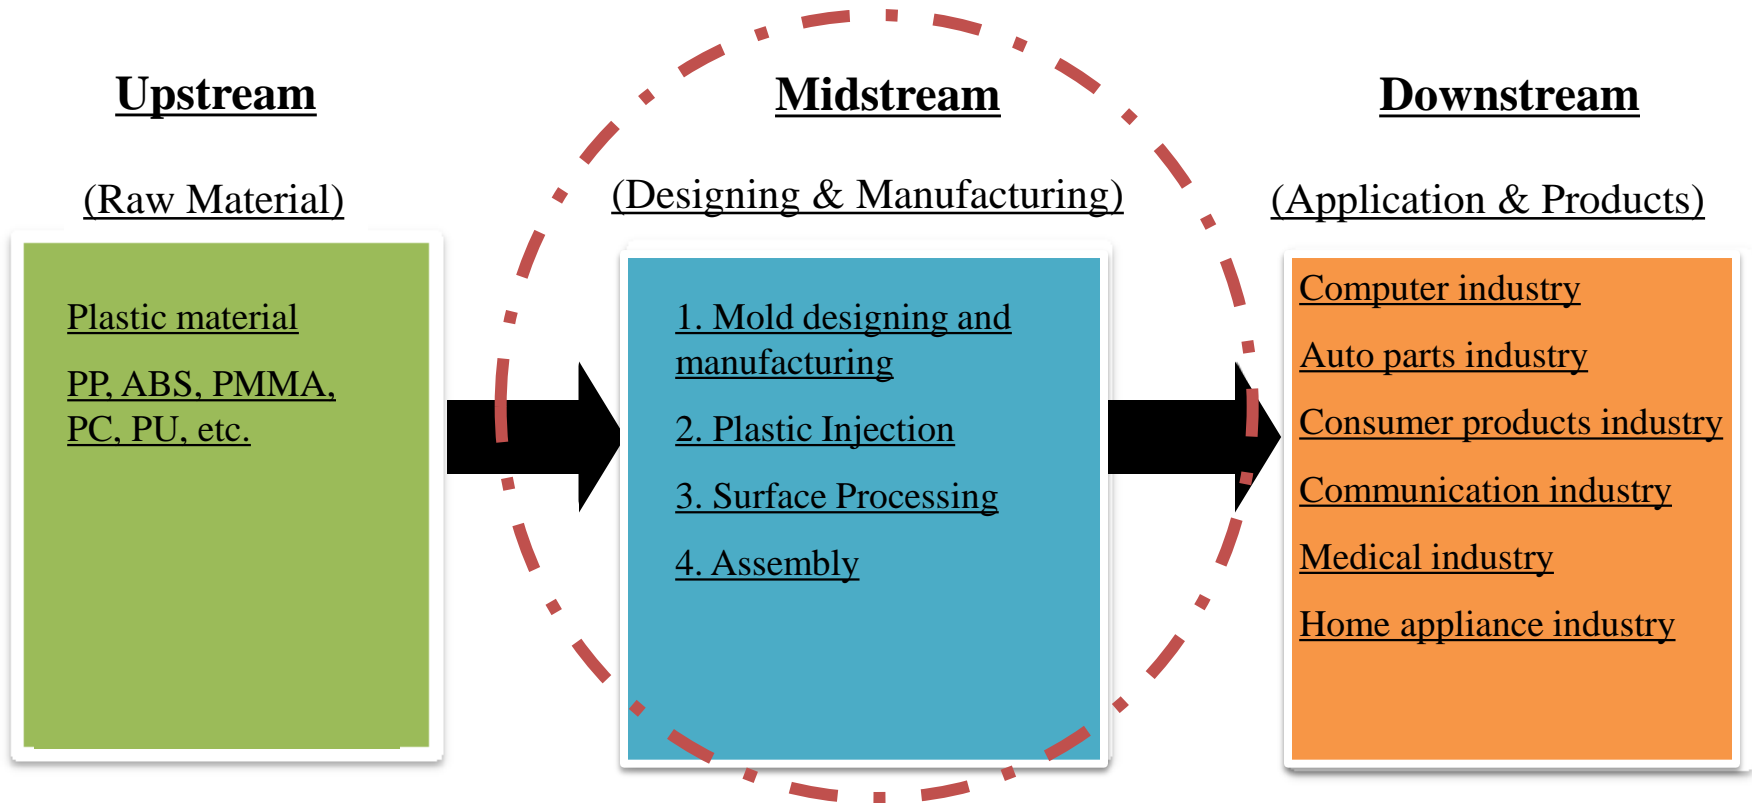 Upstream
(Raw Material)
Plastic material
PP, ABS, PMMA,
PC, PU, etc.
Midstream
(Designing & Manufacturing)
1. Mold designing and
manufacturing
2. Plastic Injection
3. Surface Processing
4. Assembly
Downstream
(Application & Products)
Computer industry
Auto parts industry
Consumer products industry
Communication industry
Medical industry
Home appliance industry